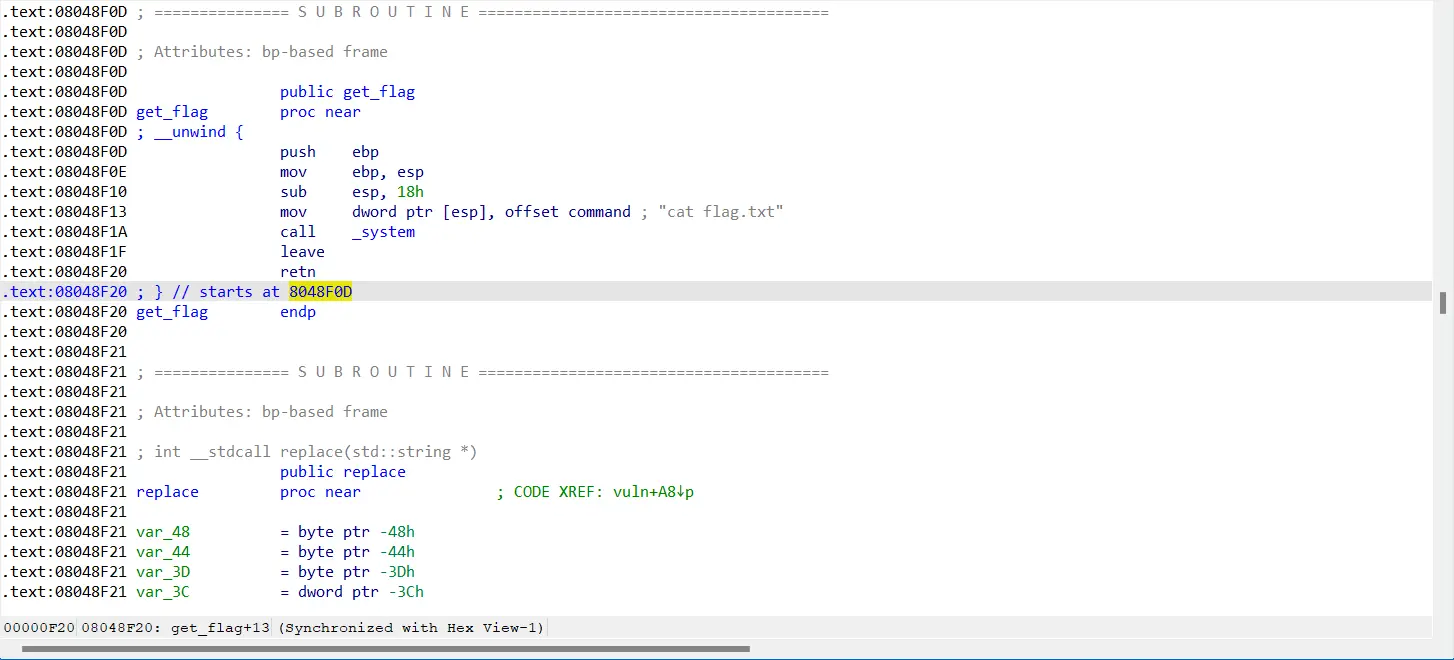 .text:08048F0D ; =============== S U B R O U T I N E =======================================
.text:08048F0D
.text:08048F0D ; Attributes: bp-based frame
.text:08048F0D
.text:08048F0D                 public get_flag
.text:08048F0D get_flag        proc near
.text:08048F0D ; __unwind {
.text:08048F0D                 push    ebp
.text:08048F0E                 mov     ebp, esp
.text:08048F10                 sub     esp, 18h
.text:08048F13                 mov     dword ptr [esp], offset command ; "cat flag.txt"
.text:08048F1A                 call    _system
.text:08048F1F                 leave
.text:08048F20                 retn
.text:08048F20 ; } // starts at 8048F0D
.text:08048F20 get_flag        endp
.text:08048F20
.text:08048F21
.text:08048F21 ; =============== S U B R O U T I N E =======================================
.text:08048F21
.text:08048F21 ; Attributes: bp-based frame
.text:08048F21
.text:08048F21 ; int __stdcall replace(std::string *)
.text:08048F21                 public replace
.text:08048F21 replace         proc near               ; CODE XREF: vuln+A8↓p
.text:08048F21
.text:08048F21 var_48          = byte ptr -48h
.text:08048F21 var_44          = byte ptr -44h
.text:08048F21 var_3D          = byte ptr -3Dh
.text:08048F21 var_3C          = dword ptr -3Ch
00000F20 08048F20: get_flag+13 (Synchronized with Hex View-1)